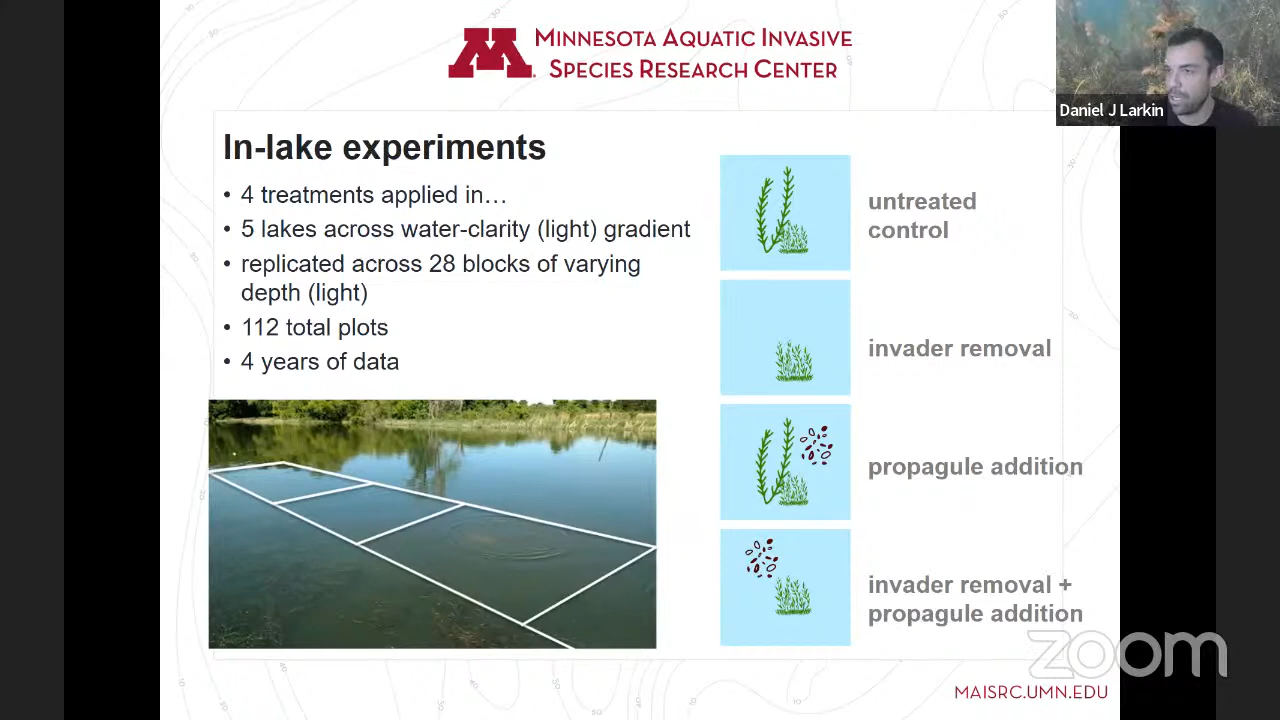 MINNESOTA AQUATIC INVASIVE
SPECIES RESEARCH CENTER
Daniel J Larkin
In-lake experiments
• 4 treatments applied in…
• 5 lakes across water-clarity (light) gradient
• replicated across 28 blocks of varying
depth (light)
• 112 total plots
• 4 years of data
untreated
control
invader removal
propagule addition
invader removal +
propagule addition
zoom
MAISRC.UMN.EDU